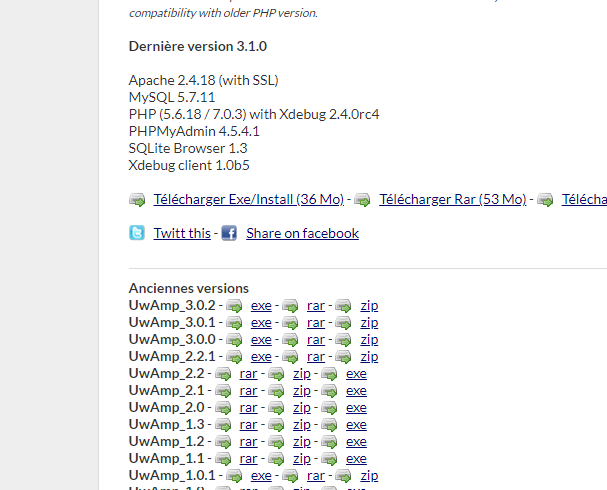 compatibility with older PHP version.
Dernière version 3.1.0
Apache 2.4.18 (with SSL)
MySQL 5.7.11
PHP (5.6.18 / 7.0.3) with Xdebug 2.4.0rc4
PHPMyAdmin 4.5.4.1
SQLite Browser 1.3
Xdebug client 1.0b5
Télécharger Exe/Install (36 Mo) - Télécharger Rar (53 Mo) - Télécha
Twitt this - Share on facebook
Anciennes versions
UwAmp_3.0.2 - exe - rar - zip
UwAmp_3.0.1 - exe - rar - zip
UwAmp_3.0.0 - exe - rar - zip
UwAmp_2.2.1 - exe - rar - zip
UwAmp_2.2 - rar - zip - exe
UwAmp_2.1 - rar - zip - exe
UwAmp_2.0 - rar - zip - exe
UwAmp_1.3 - rar - zip - exe
UwAmp_1.2 - rar - zip - exe
UwAmp_1.1 - rar - zip - exe
UwAmp_1.0.1 - exe - rar - zip